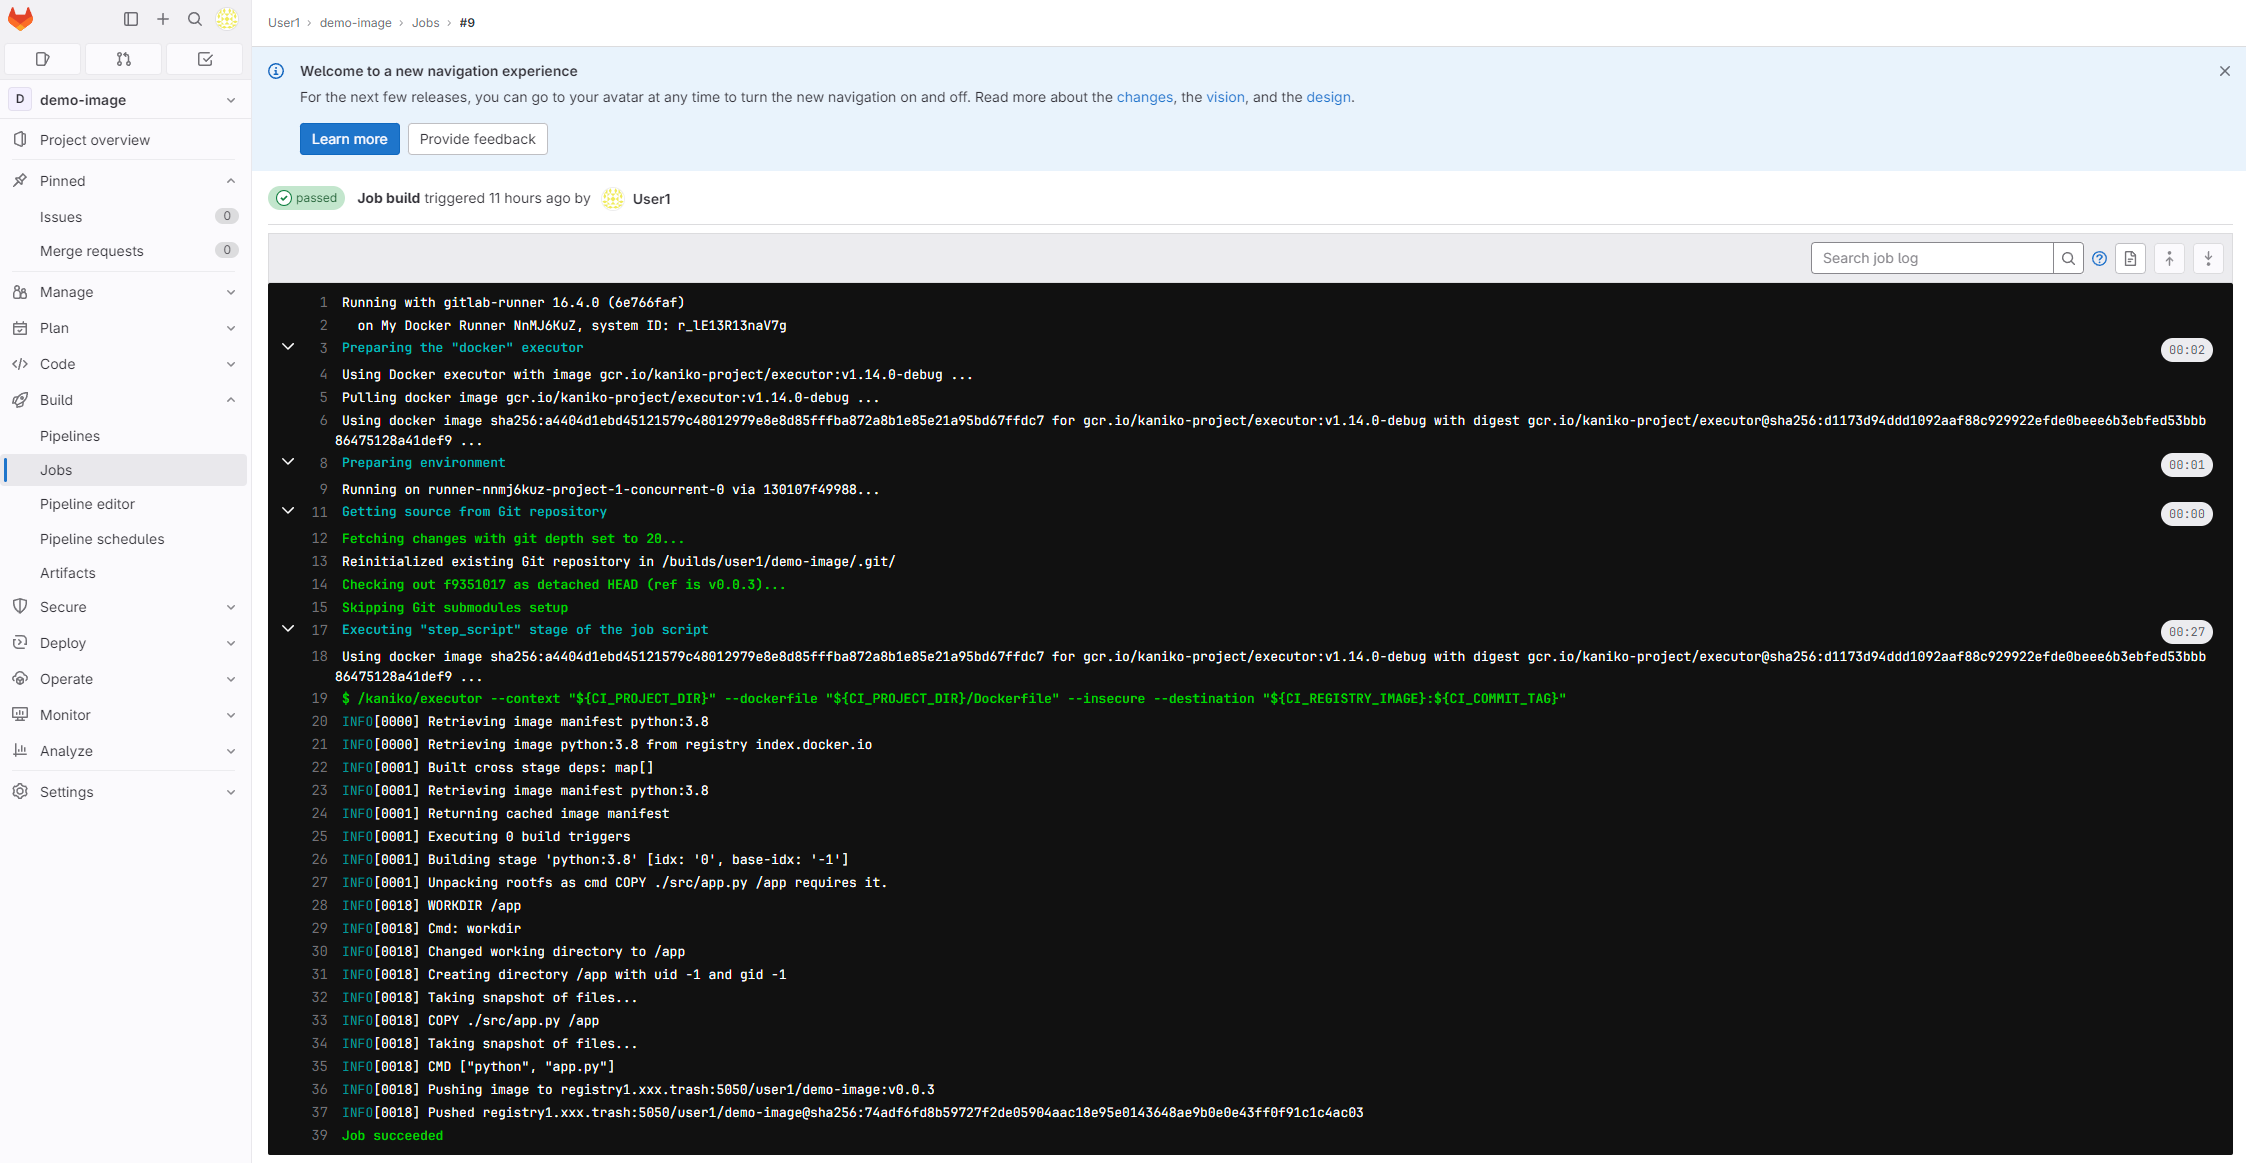 User1 › demo-image › Jobs › #9
Welcome to a new navigation experience
For the next few releases, you can go to your avatar at any time to turn the new navigation on and off. Read more about the changes, the vision, and the design.
Learn more
Provide feedback
D demo-image
Project overview
Pinned
Issues 0
Merge requests 0
Manage
Plan
Code
Build
Pipelines
Jobs
Pipeline editor
Pipeline schedules
Artifacts
Secure
Deploy
Operate
Monitor
Analyze
Settings
passed Job build triggered 11 hours ago by User1
Search job log
1 Running with gitlab-runner 16.4.0 (6e766faf)
2 on My Docker Runner NnMJ6KuZ, system ID: r_lE13R13naV7g
3 Preparing the "docker" executor 00:02
4 Using Docker executor with image gcr.io/kaniko-project/executor:v1.14.0-debug ...
5 Pulling docker image gcr.io/kaniko-project/executor:v1.14.0-debug ...
6 Using docker image sha256:a4404d1ebd45121579c48012979e8e8d85fffba872a8b1e85e21a95bd67ffdc7 for gcr.io/kaniko-project/executor:v1.14.0-debug with digest gcr.io/kaniko-project/executor@sha256:d1173d94ddd1092aaf88c929922efde0beee6b3ebfed53bbb
86475128a41def9 ...
8 Preparing environment 00:01
9 Running on runner-nnmj6kuz-project-1-concurrent-0 via 130107f49988...
11 Getting source from Git repository 00:00
12 Fetching changes with git depth set to 20...
13 Reinitialized existing Git repository in /builds/user1/demo-image/.git/
14 Checking out f9351017 as detached HEAD (ref is v0.0.3)...
15 Skipping Git submodules setup
17 Executing "step_script" stage of the job script 00:27
18 Using docker image sha256:a4404d1ebd45121579c48012979e8e8d85fffba872a8b1e85e21a95bd67ffdc7 for gcr.io/kaniko-project/executor:v1.14.0-debug with digest gcr.io/kaniko-project/executor@sha256:d1173d94ddd1092aaf88c929922efde0beee6b3ebfed53bbb
86475128a41def9 ...
19 $ /kaniko/executor --context "${CI_PROJECT_DIR}" --dockerfile "${CI_PROJECT_DIR}/Dockerfile" --insecure --destination "${CI_REGISTRY_IMAGE}:${CI_COMMIT_TAG}"
20 INFO[0000] Retrieving image manifest python:3.8
21 INFO[0000] Retrieving image python:3.8 from registry index.docker.io
22 INFO[0001] Built cross stage deps: map[]
23 INFO[0001] Retrieving image manifest python:3.8
24 INFO[0001] Returning cached image manifest
25 INFO[0001] Executing 0 build triggers
26 INFO[0001] Building stage 'python:3.8' [idx: '0', base-idx: '-1']
27 INFO[0001] Unpacking rootfs as cmd COPY ./src/app.py /app requires it.
28 INFO[0018] WORKDIR /app
29 INFO[0018] Cmd: workdir
30 INFO[0018] Changed working directory to /app
31 INFO[0018] Creating directory /app with uid -1 and gid -1
32 INFO[0018] Taking snapshot of files...
33 INFO[0018] COPY ./src/app.py /app
34 INFO[0018] Taking snapshot of files...
35 INFO[0018] CMD ["python", "app.py"]
36 INFO[0018] Pushing image to registry1.xxx.trash:5050/user1/demo-image:v0.0.3
37 INFO[0018] Pushed registry1.xxx.trash:5050/user1/demo-image@sha256:74adf6fd8b59727f2de05904aac18e95e0143648ae9b0e0e43ff0f91c1c4ac03
39 Job succeeded